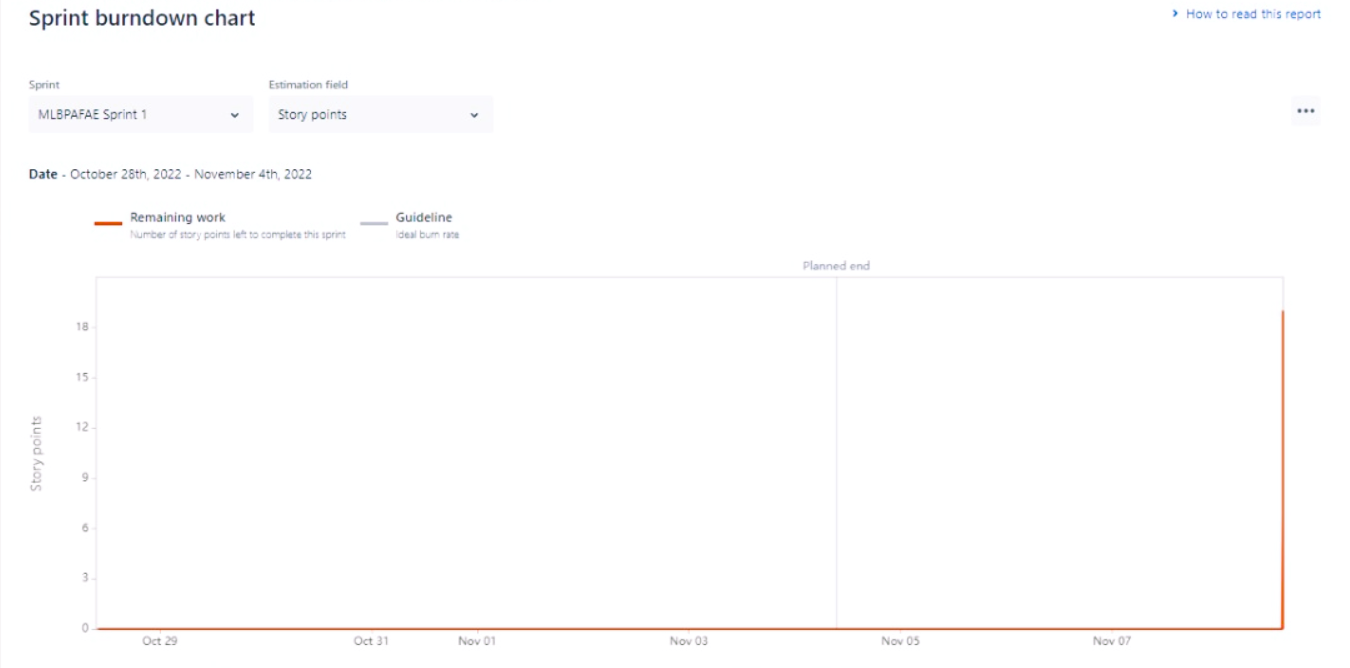 Sprint burndown chart
How to read this report
Sprint
Estimation field
MLBPAFAE Sprint 1
Story points
Date - October 28th, 2022 - November 4th, 2022
Remaining work
Number of story points left to complete this sprint
Guideline
Ideal burn rate
Planned end
Story points
18
15
12
9
6
3
0
Oct 29
Oct 31
Nov 01
Nov 03
Nov 05
Nov 07